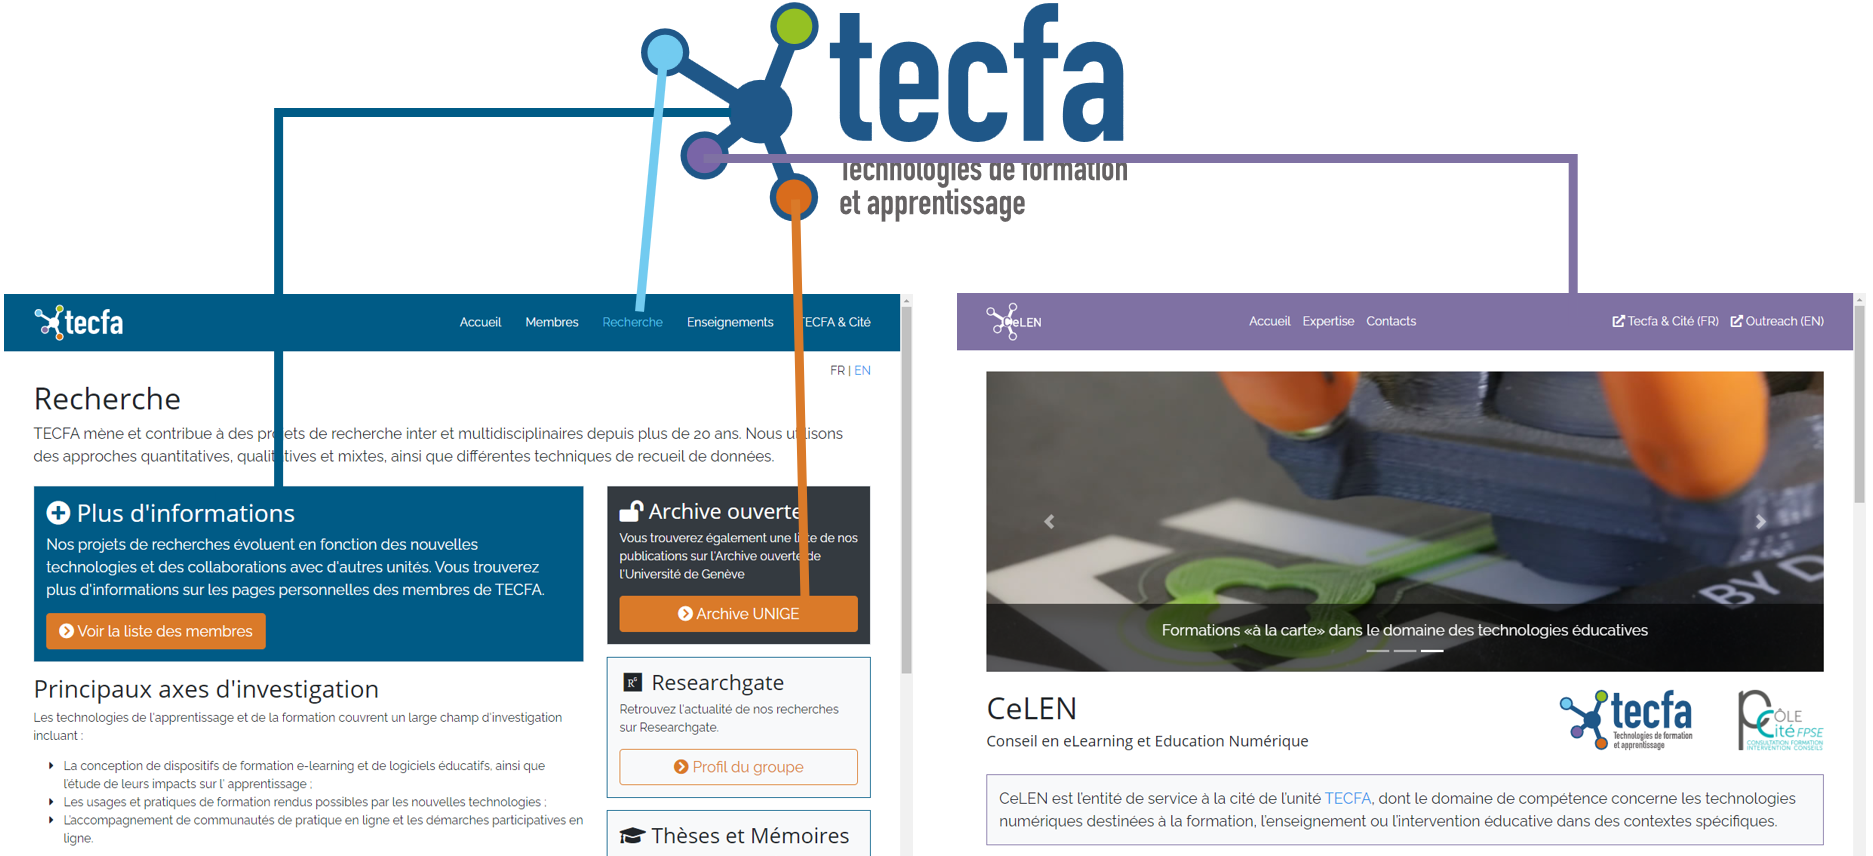 tecfa
Technologies de formation
et apprentissage
tecfa
Accueil
Membres
Recherche
Enseignements
TECFA & Cité
FR | EN
Recherche
TECFA mène et contribue à des projets de recherche inter et multidisciplinaires depuis plus de 20 ans. Nous utilisons
des approches quantitatives, qualitatives et mixtes, ainsi que différentes techniques de recueil de données.
Plus d'informations
Nos projets de recherches évoluent en fonction des nouvelles
technologies et des collaborations avec d'autres unités. Vous trouverez
plus d'informations sur les pages personnelles des membres de TECFA.
Voir la liste des membres
Principaux axes d'investigation
Les technologies de l'apprentissage et de la formation couvrent un large champ d'investigation
incluant :
La conception de dispositifs de formation e-learning et de logiciels éducatifs, ainsi que
l'étude de leurs impacts sur l' apprentissage ;
Les usages et pratiques de formation rendus possibles par les nouvelles technologies ;
L'accompagnement de communautés de pratique en ligne et les démarches participatives en
ligne.
Archive ouverte
Vous trouverez également une liste de nos
publications sur l'Archive ouverte de
l'Université de Genève
Archive UNIGE
R^G Researchgate
Retrouvez l'actualité de nos recherches
sur Researchgate.
Profil du groupe
Thèses et Mémoires
CeLEN
Accueil
Expertise
Contacts
Tecfa & Cité (FR)
Outreach (EN)
BY D
Formations «à la carte» dans le domaine des technologies éducatives
CeLEN
Conseil en eLearning et Education Numérique
tecfa
Technologies de formation
et apprentissage
PÔLE
Cité FPSE
CONSULTATION FORMATION
INTERVENTION CONSEILS
CeLEN est l'entité de service à la cité de l'unité TECFA, dont le domaine de compétence concerne les technologies
numériques destinées à la formation, l'enseignement ou l'intervention éducative dans des contextes spécifiques.